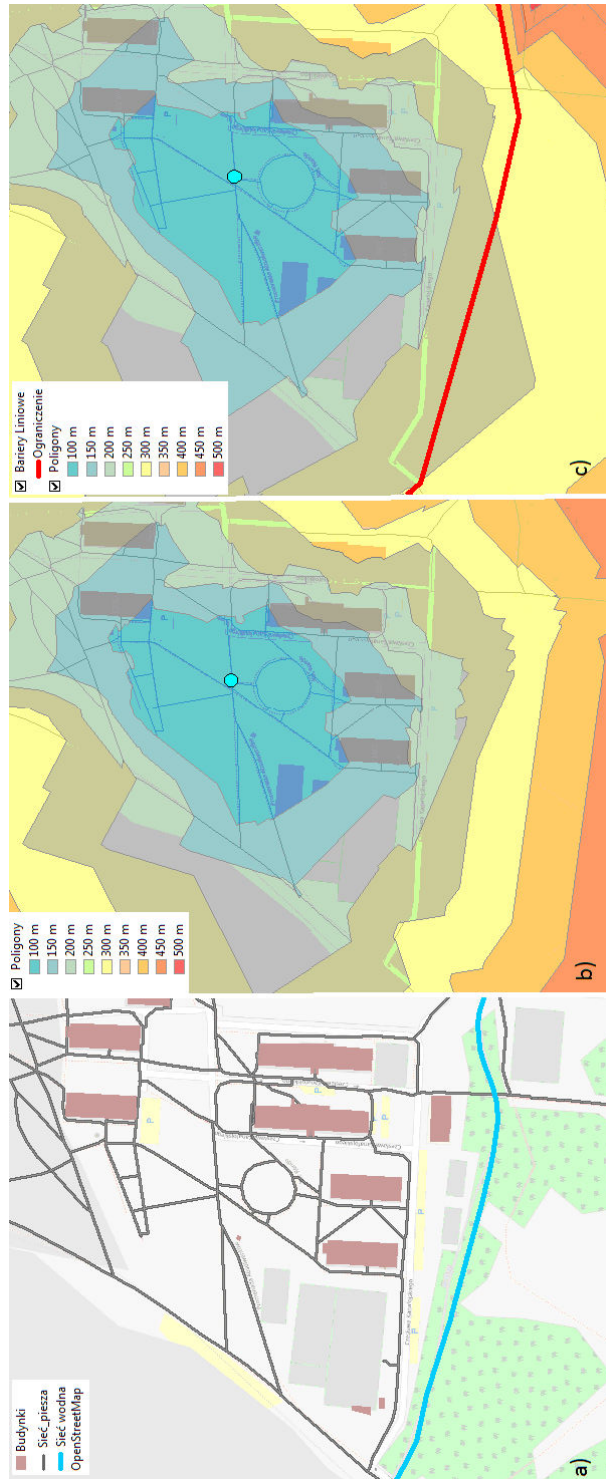 Budynki
Sieć_piesza
Sieć wodna
OpenStreetMap
P
P
P
P
P
a)
Poligony
100 m
150 m
200 m
250 m
300 m
350 m
400 m
450 m
500 m
P
P
b)
Bariery Liniowe
Ograniczenie
Poligony
100 m
150 m
200 m
250 m
300 m
350 m
400 m
450 m
500 m
P
P
P
c)